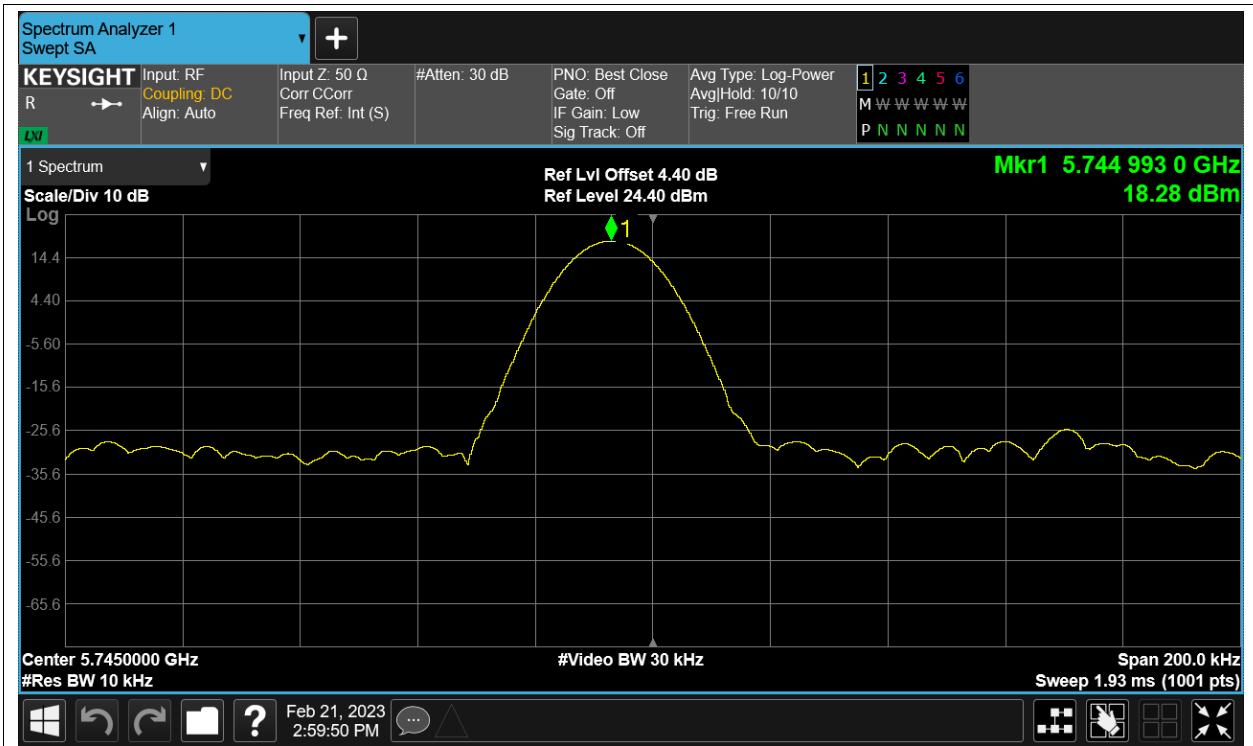 Spectrum Analyzer 1
Swept SA
KEYSIGHT
R
LXI
Input: RF
Coupling: DC
Align: Auto
Input Z: 50 Ω
Corr CCorr
Freq Ref: Int (S)
#Atten: 30 dB
PNO: Best Close
Gate: Off
IF Gain: Low
Sig Track: Off
Avg Type: Log-Power
Avg|Hold: 10/10
Trig: Free Run
1 2 3 4 5 6
M W W W W W
P N N N N N
1 Spectrum
Scale/Div 10 dB
Log
Ref Lvl Offset 4.40 dB
Ref Level 24.40 dBm
Mkr1 5.744 993 0 GHz
18.28 dBm
1
14.4
4.40
-5.60
-15.6
-25.6
-35.6
-45.6
-55.6
-65.6
Center 5.7450000 GHz
#Res BW 10 kHz
#Video BW 30 kHz
Span 200.0 kHz
Sweep 1.93 ms (1001 pts)
?
Feb 21, 2023
2:59:50 PM